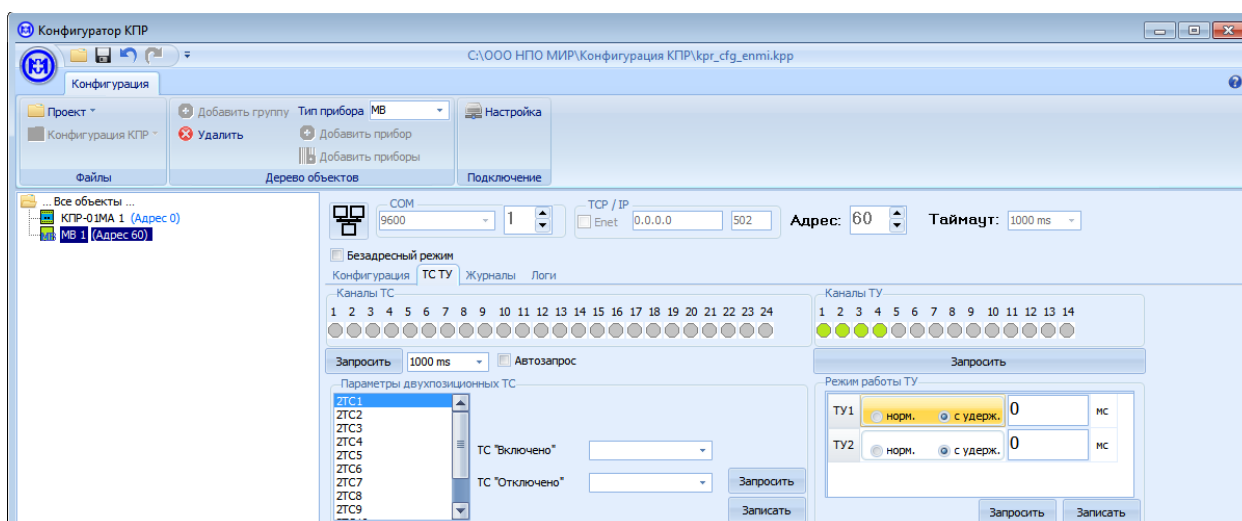 Конфигуратор КПР
C:\ООО НПО МИР\Конфигурация КПР\kpr_cfg_enmi.kpp
Конфигурация
Проект
Добавить группу
Тип прибора МВ
Настройка
Конфигурация КПР
Удалить
Добавить прибор
Добавить приборы
Файлы
Дерево объектов
Подключение
... Все объекты ...
КПР-01МА 1 (Адрес 0)
МВ 1 (Адрес 60)
COM
9600
1
TCP / IP
Enet
0.0.0.0
502
Адрес: 60
Таймаут: 1000 ms
Безадресный режим
Конфигурация ТС ТУ Журналы Логи
Каналы ТС
1 2 3 4 5 6 7 8 9 10 11 12 13 14 15 16 17 18 19 20 21 22 23 24
Запросить 1000 ms Автозапрос
Параметры двухпозиционных ТС
2ТС1
2ТС2
2ТС3
2ТС4
2ТС5
2ТС6
2ТС7
2ТС8
2ТС9
ТС "Включено"
ТС "Отключено"
Запросить
Записать
Каналы ТУ
1 2 3 4 5 6 7 8 9 10 11 12 13 14
Запросить
Режим работы ТУ
ТУ1 норм. с удерж. 0 мс
ТУ2 норм. с удерж. 0 мс
Запросить Записать